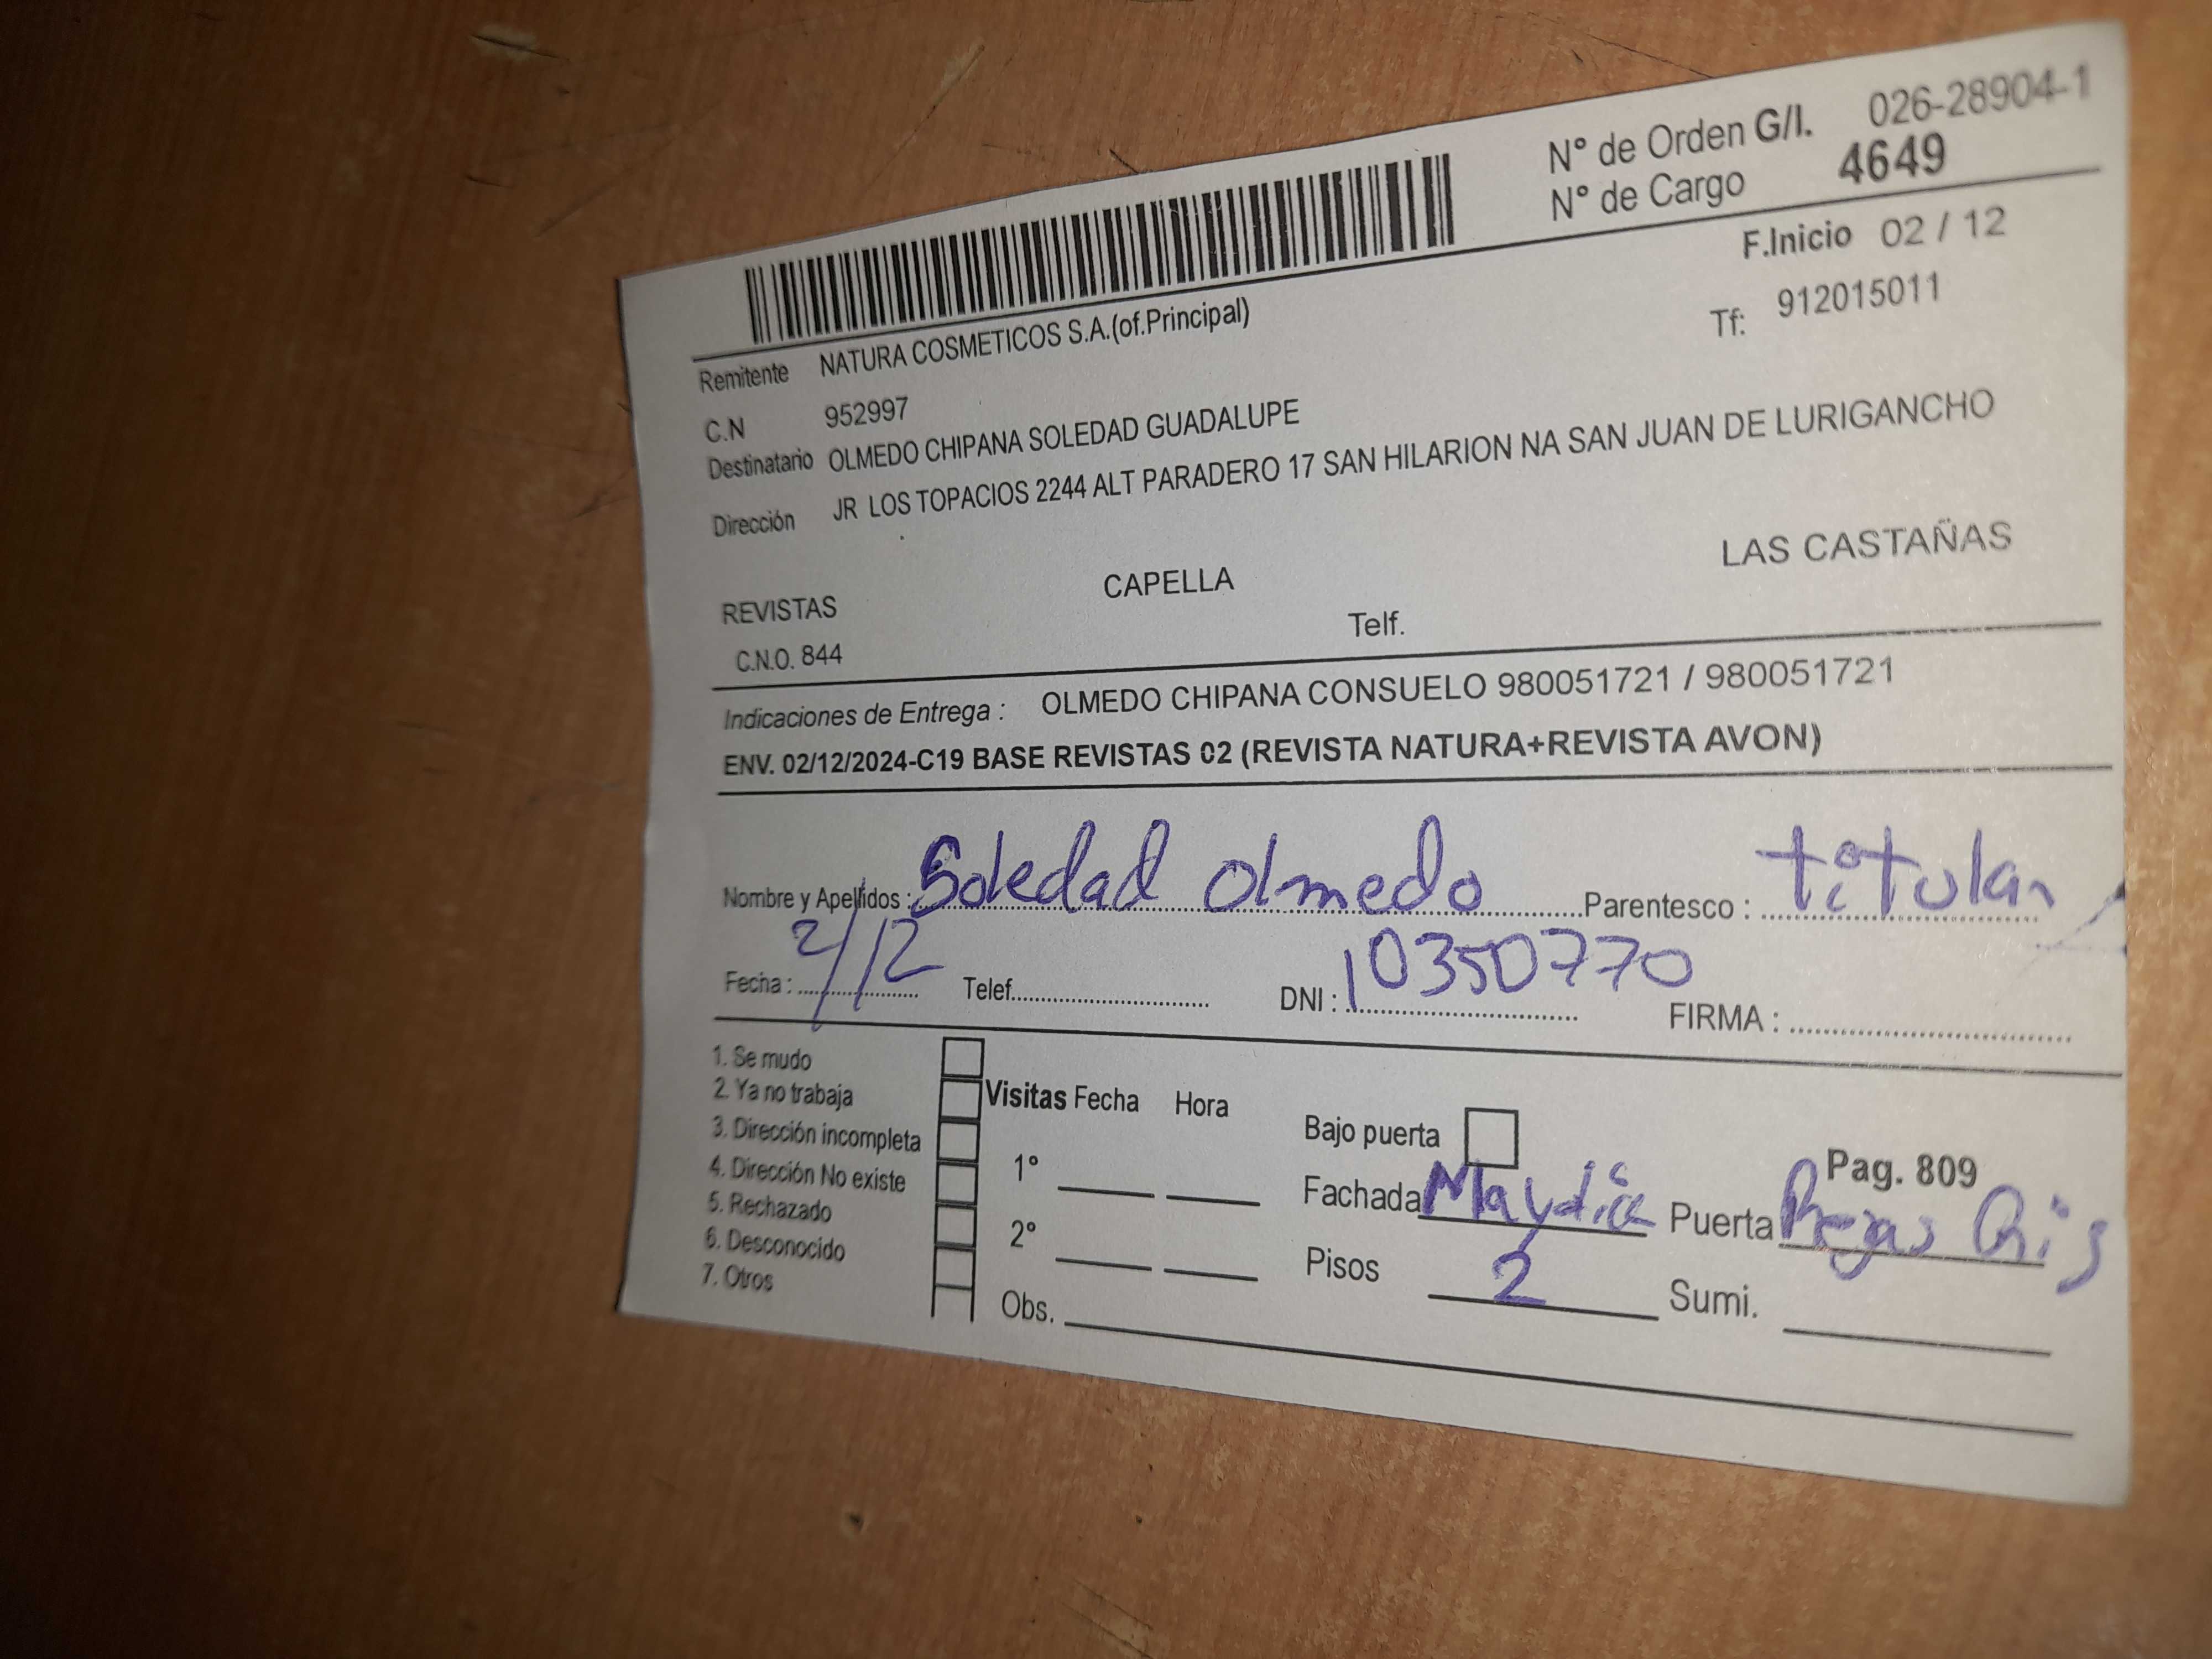 N° de Orden G/I. 026-28904-1
N° de Cargo 4649
F.Inicio 02 / 12
Remitente NATURA COSMETICOS S.A.(of.Principal)
Tf: 912015011
C.N 952997
Destinatario OLMEDO CHIPANA SOLEDAD GUADALUPE
Dirección JR LOS TOPACIOS 2244 ALT PARADERO 17 SAN HILARION NA SAN JUAN DE LURIGANCHO
REVISTAS CAPELLA LAS CASTAÑAS
C.N.O. 844 Telf.
Indicaciones de Entrega : OLMEDO CHIPANA CONSUELO 980051721 / 980051721
ENV. 02/12/2024-C19 BASE REVISTAS 02 (REVISTA NATURA+REVISTA AVON)
Nombre y Apellidos : Soledad Olmedo Parentesco : titular
Fecha : 2/12 Telef. DNI : 10350770 FIRMA :
1. Se mudo
2. Ya no trabaja Visitas Fecha Hora
3. Dirección incompleta Bajo puerta Pag. 809
4. Dirección No existe 1° Fachada Puerta Rejas Gris
5. Rechazado
6. Desconocido 2° Pisos 2 Sumi.
7. Otros Obs.